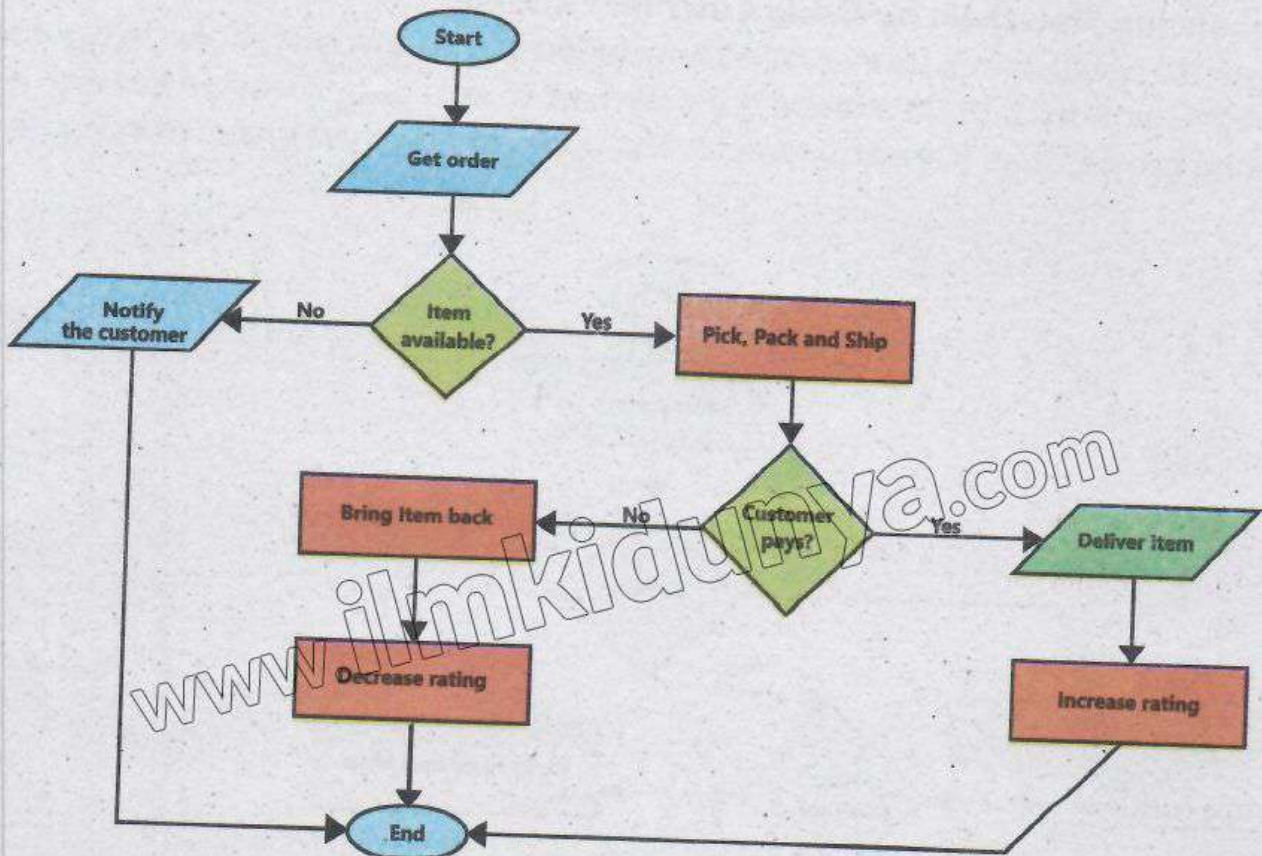 Start
Get order
Item
available?
No
Yes
Notify
the customer
Pick, Pack and Ship
Customer
pays?
No
Yes
Bring Item back
Deliver item
Decrease rating
Increase rating
End
www.ilmkidunya.com